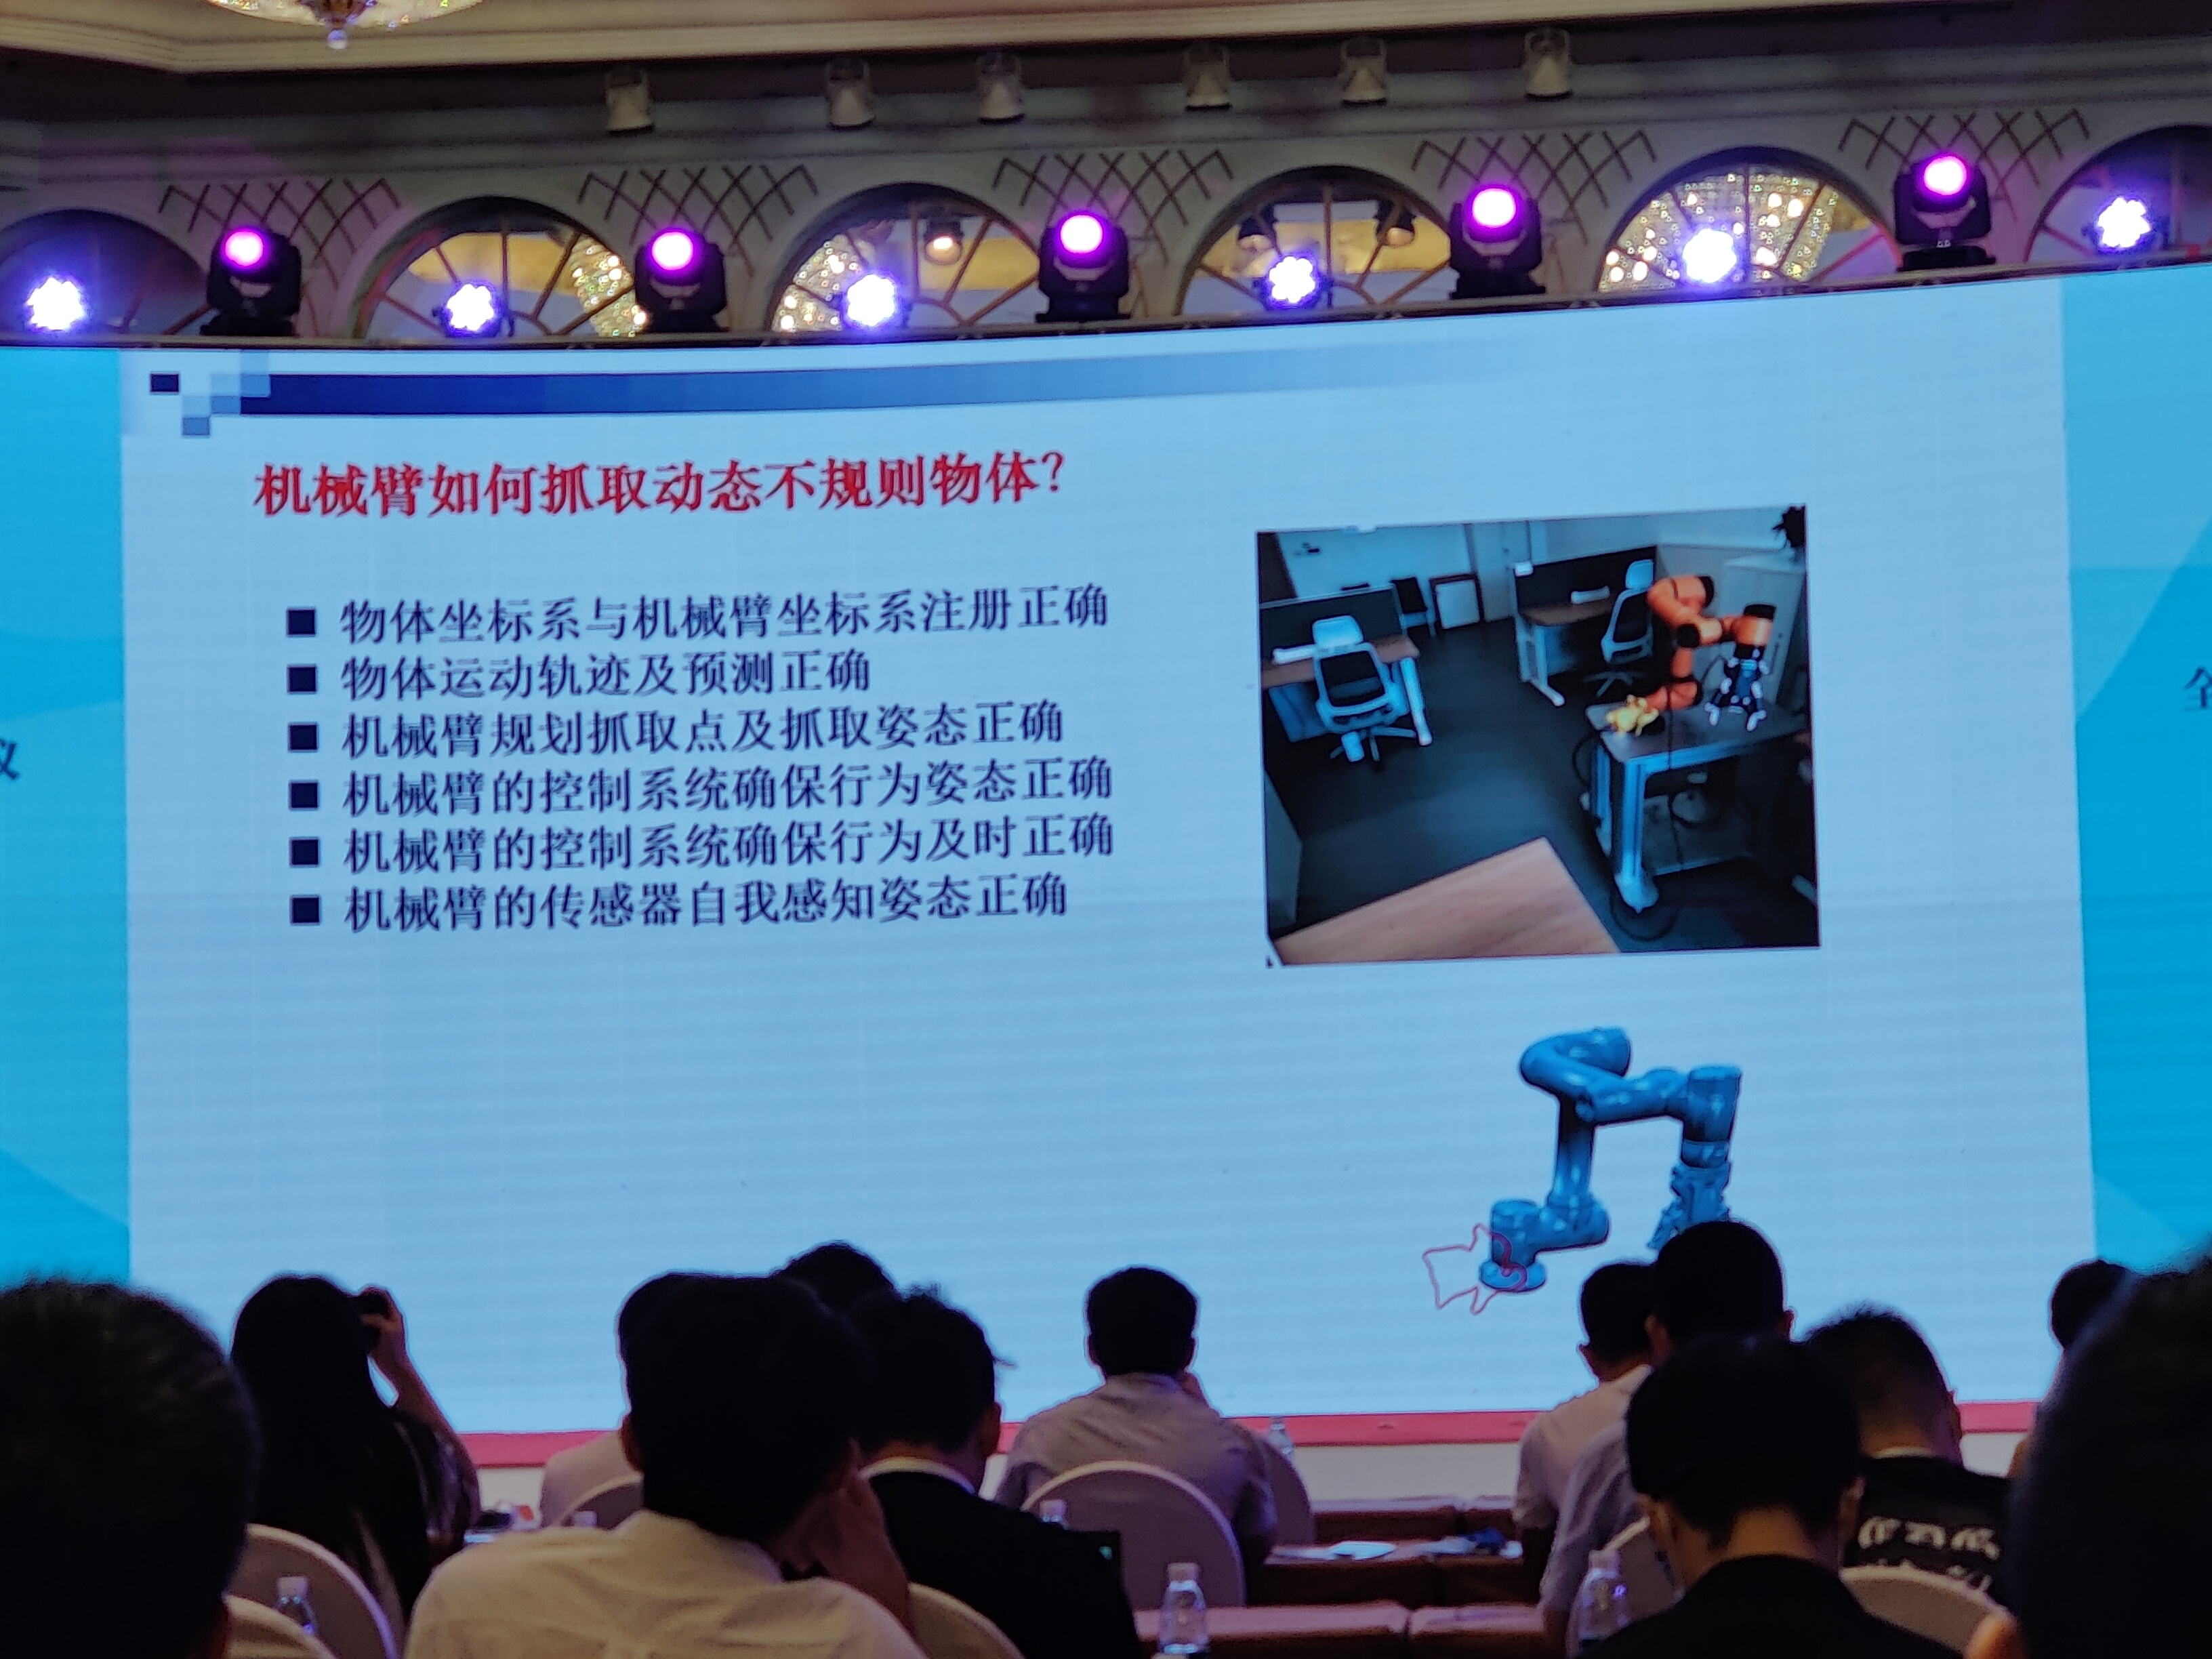 机械臂如何抓取动态不规则物体?
■ 物体坐标系与机械臂坐标系注册正确
■ 物体运动轨迹及预测正确
■ 机械臂规划抓取点及抓取姿态正确
■ 机械臂的控制系统确保行为姿态正确
■ 机械臂的控制系统确保行为及时正确
■ 机械臂的传感器自我感知姿态正确